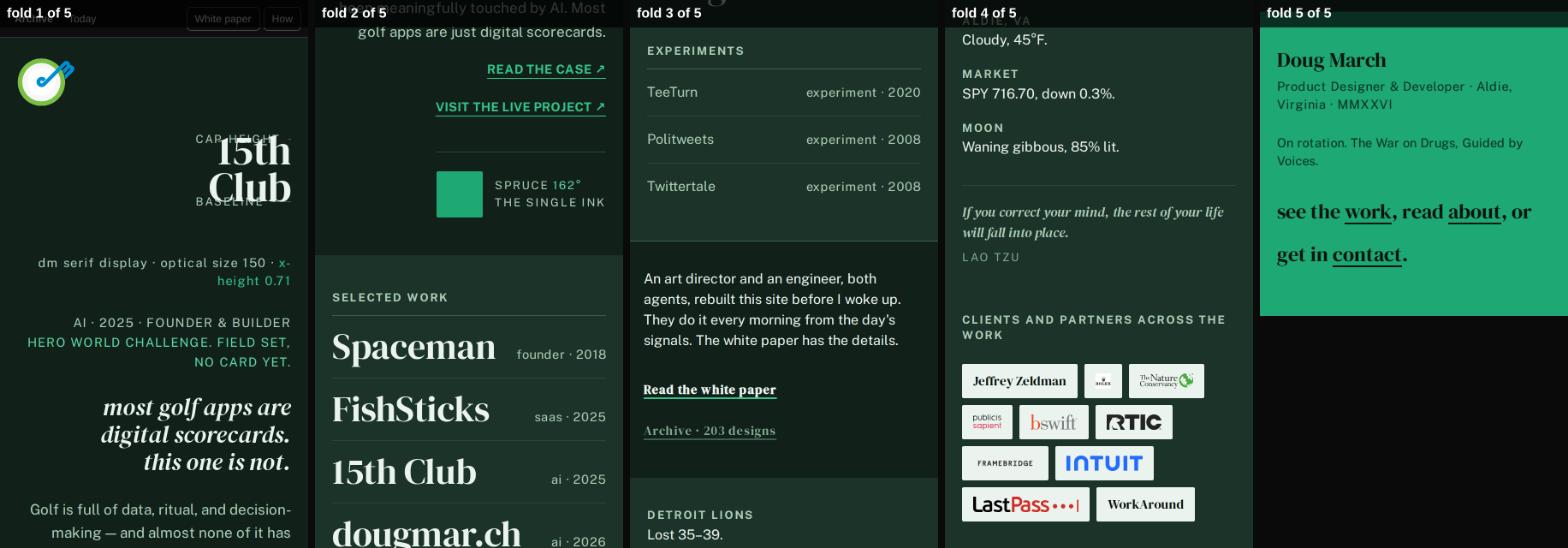 fold 1 of 5
Archive Today
White paper
How
CAP HEIGHT
15th
Club
BASELINE
dm serif display · optical size 150 · x-
height 0.71
AI · 2025 · FOUNDER & BUILDER
HERO WORLD CHALLENGE. FIELD SET,
NO CARD YET.
most golf apps are
digital scorecards.
this one is not.
Golf is full of data, ritual, and decision-
making — and almost none of it has
fold 2 of 5
been meaningfully touched by AI. Most
golf apps are just digital scorecards.
READ THE CASE ↗
VISIT THE LIVE PROJECT ↗
SPRUCE 162°
THE SINGLE INK
SELECTED WORK
Spaceman founder · 2018
FishSticks saas · 2025
15th Club ai · 2025
dougmar.ch ai · 2026
fold 3 of 5
EXPERIMENTS
TeeTurn experiment · 2020
Politweets experiment · 2008
Twittertale experiment · 2008
An art director and an engineer, both
agents, rebuilt this site before I woke up.
They do it every morning from the day's
signals. The white paper has the details.
Read the white paper
Archive · 203 designs
DETROIT LIONS
Lost 35–39.
fold 4 of 5
ALDIE, VA
Cloudy, 45°F.
MARKET
SPY 716.70, down 0.3%.
MOON
Waning gibbous, 85% lit.
If you correct your mind, the rest of your life
will fall into place.
LAO TZU
CLIENTS AND PARTNERS ACROSS THE
WORK
Jeffrey Zeldman
ROLEX
The Nature
Conservancy
publicis
sapient
bswift
RTIC
FRAMEBRIDGE
INTUIT
LastPass
WorkAround
fold 5 of 5
Doug March
Product Designer & Developer · Aldie,
Virginia · MMXXVI
On rotation. The War on Drugs, Guided by
Voices.
see the work, read about, or
get in contact.